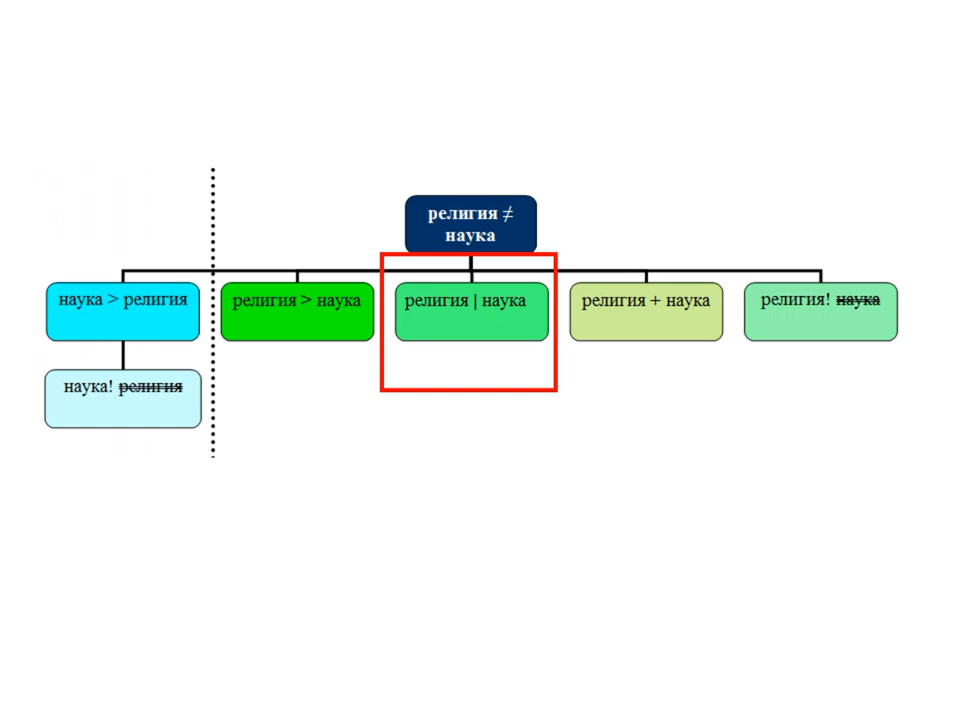 религия ≠
наука
наука > религия
религия > наука
религия | наука
религия + наука
религия! наука
наука! религия